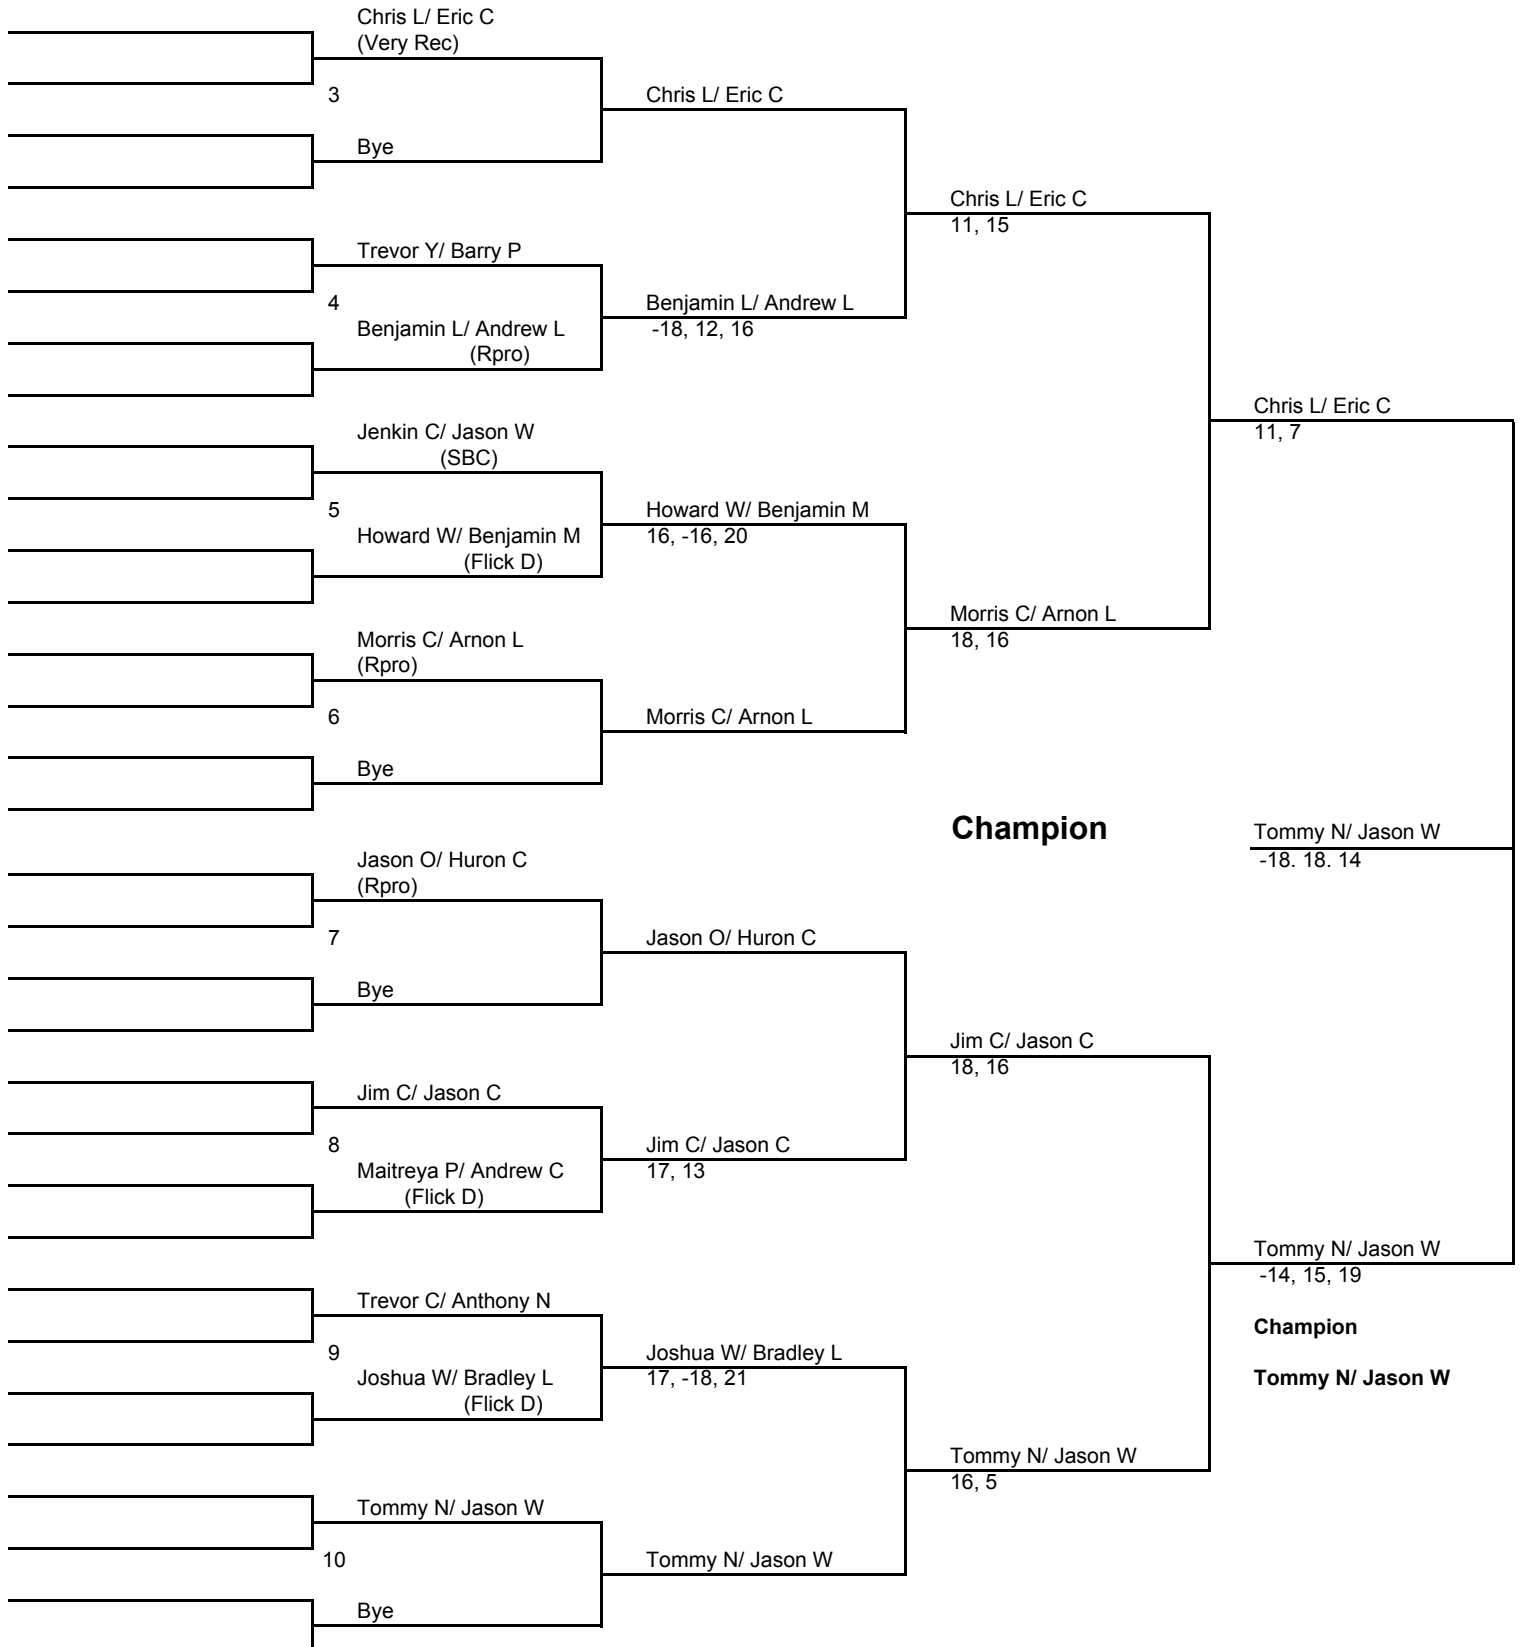 Chris L/ Eric C
(Very Rec)
3
Chris L/ Eric C
Bye
Chris L/ Eric C
11, 15
Trevor Y/ Barry P
4
Benjamin L/ Andrew L
Benjamin L/ Andrew L
-18, 12, 16
(Rpro)
Chris L/ Eric C
11, 7
Jenkin C/ Jason W
(SBC)
5
Howard W/ Benjamin M
Howard W/ Benjamin M
16, -16, 20
(Flick D)
Morris C/ Arnon L
18, 16
Morris C/ Arnon L
(Rpro)
6
Morris C/ Arnon L
Bye
Champion
Tommy N/ Jason W
-18. 18. 14
Jason O/ Huron C
(Rpro)
7
Jason O/ Huron C
Bye
Jim C/ Jason C
18, 16
Jim C/ Jason C
8
Jim C/ Jason C
Maitreya P/ Andrew C
17, 13
(Flick D)
Tommy N/ Jason W
-14, 15, 19
Trevor C/ Anthony N
Champion
9
Joshua W/ Bradley L
Joshua W/ Bradley L
17, -18, 21
Tommy N/ Jason W
(Flick D)
Tommy N/ Jason W
16, 5
Tommy N/ Jason W
10
Tommy N/ Jason W
Bye